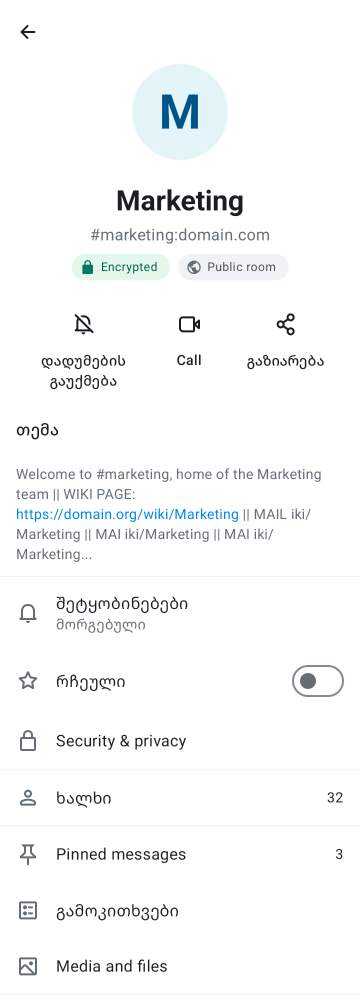 M
Marketing
#marketing:domain.com
Encrypted Public room
დადუმების გაუქმება
Call
გაზიარება
თემა
Welcome to #marketing, home of the Marketing
team || WIKI PAGE:
https://domain.org/wiki/Marketing || MAIL iki/
Marketing || MAI iki/Marketing || MAI iki/
Marketing...
შეტყობინებები
მორგებული
რჩეული
Security & privacy
ხალხი 32
Pinned messages 3
გამოკითხვები
Media and files